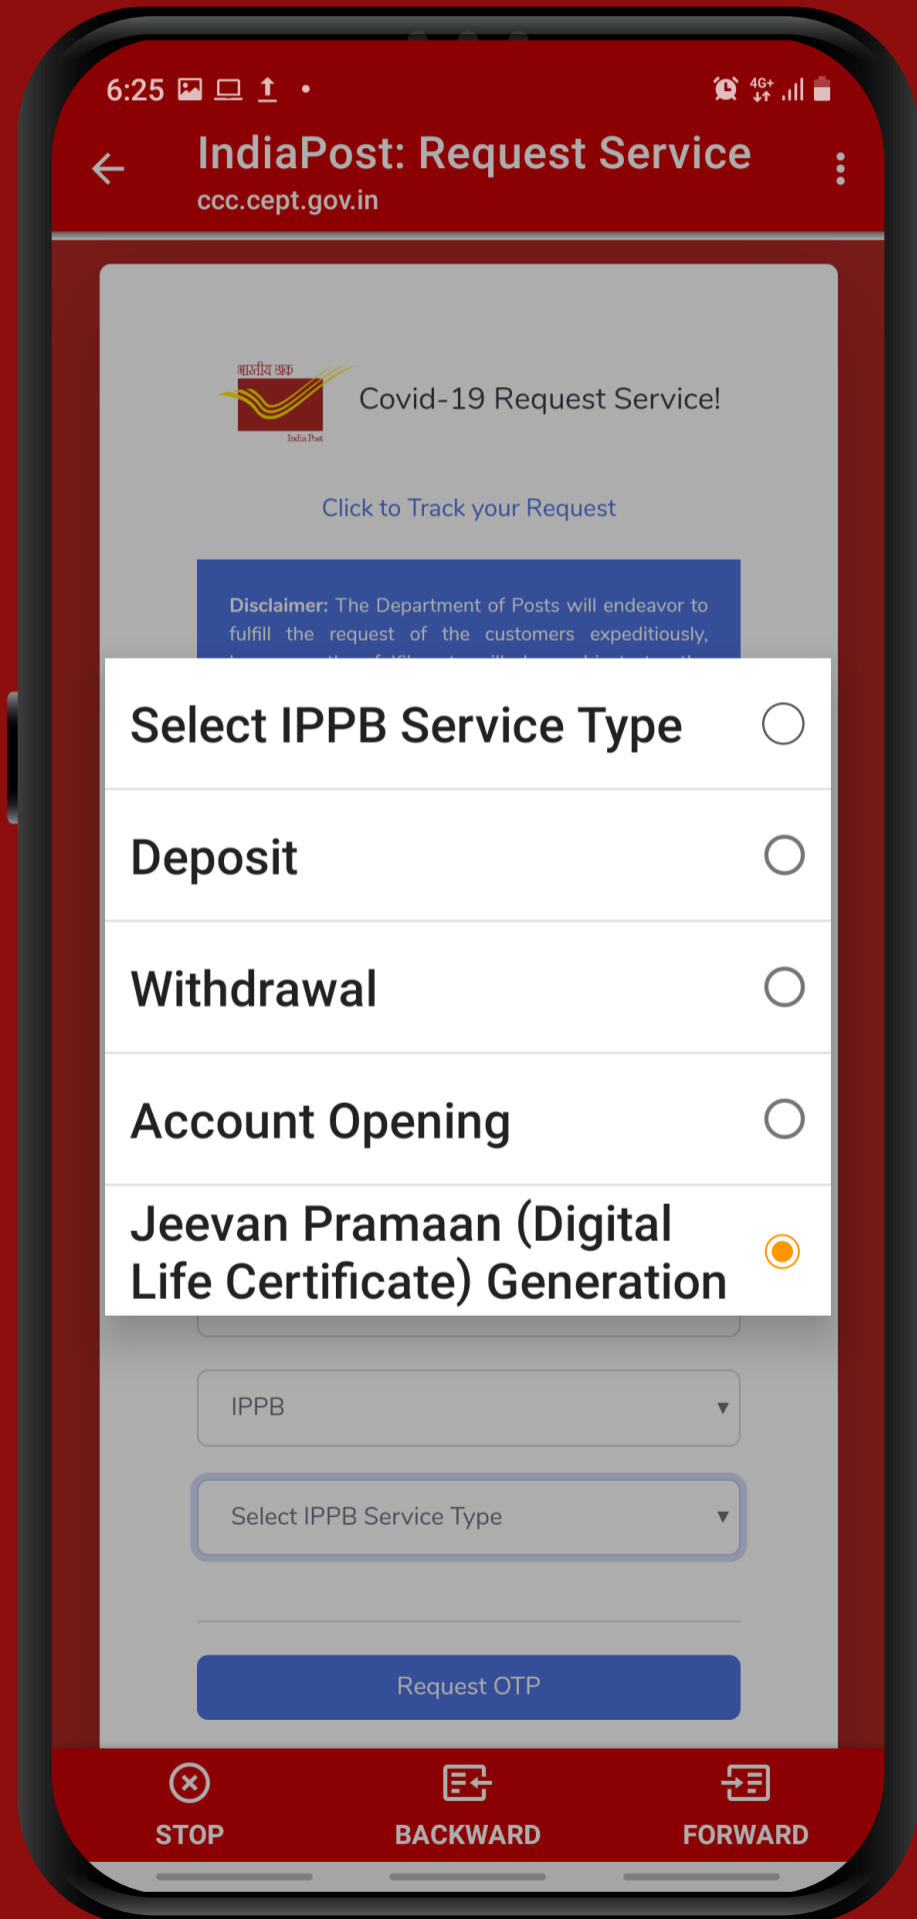 6:25
4G+
IndiaPost: Request Service
ccc.cept.gov.in
भारतीय डाक
India Post
Covid-19 Request Service!
Click to Track your Request
Disclaimer: The Department of Posts will endeavor to
fulfill the request of the customers expeditiously,
Select IPPB Service Type
Deposit
Withdrawal
Account Opening
Jeevan Pramaan (Digital
Life Certificate) Generation
IPPB
Select IPPB Service Type
Request OTP
STOP
BACKWARD
FORWARD